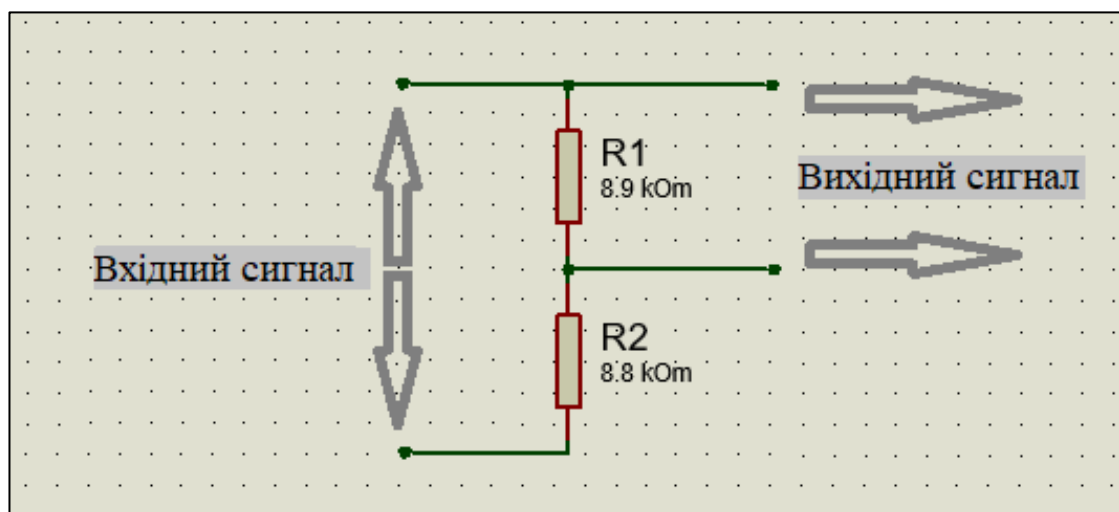 R1
8.9 kOm
Вихідний сигнал
Вхідний сигнал
R2
8.8 kOm